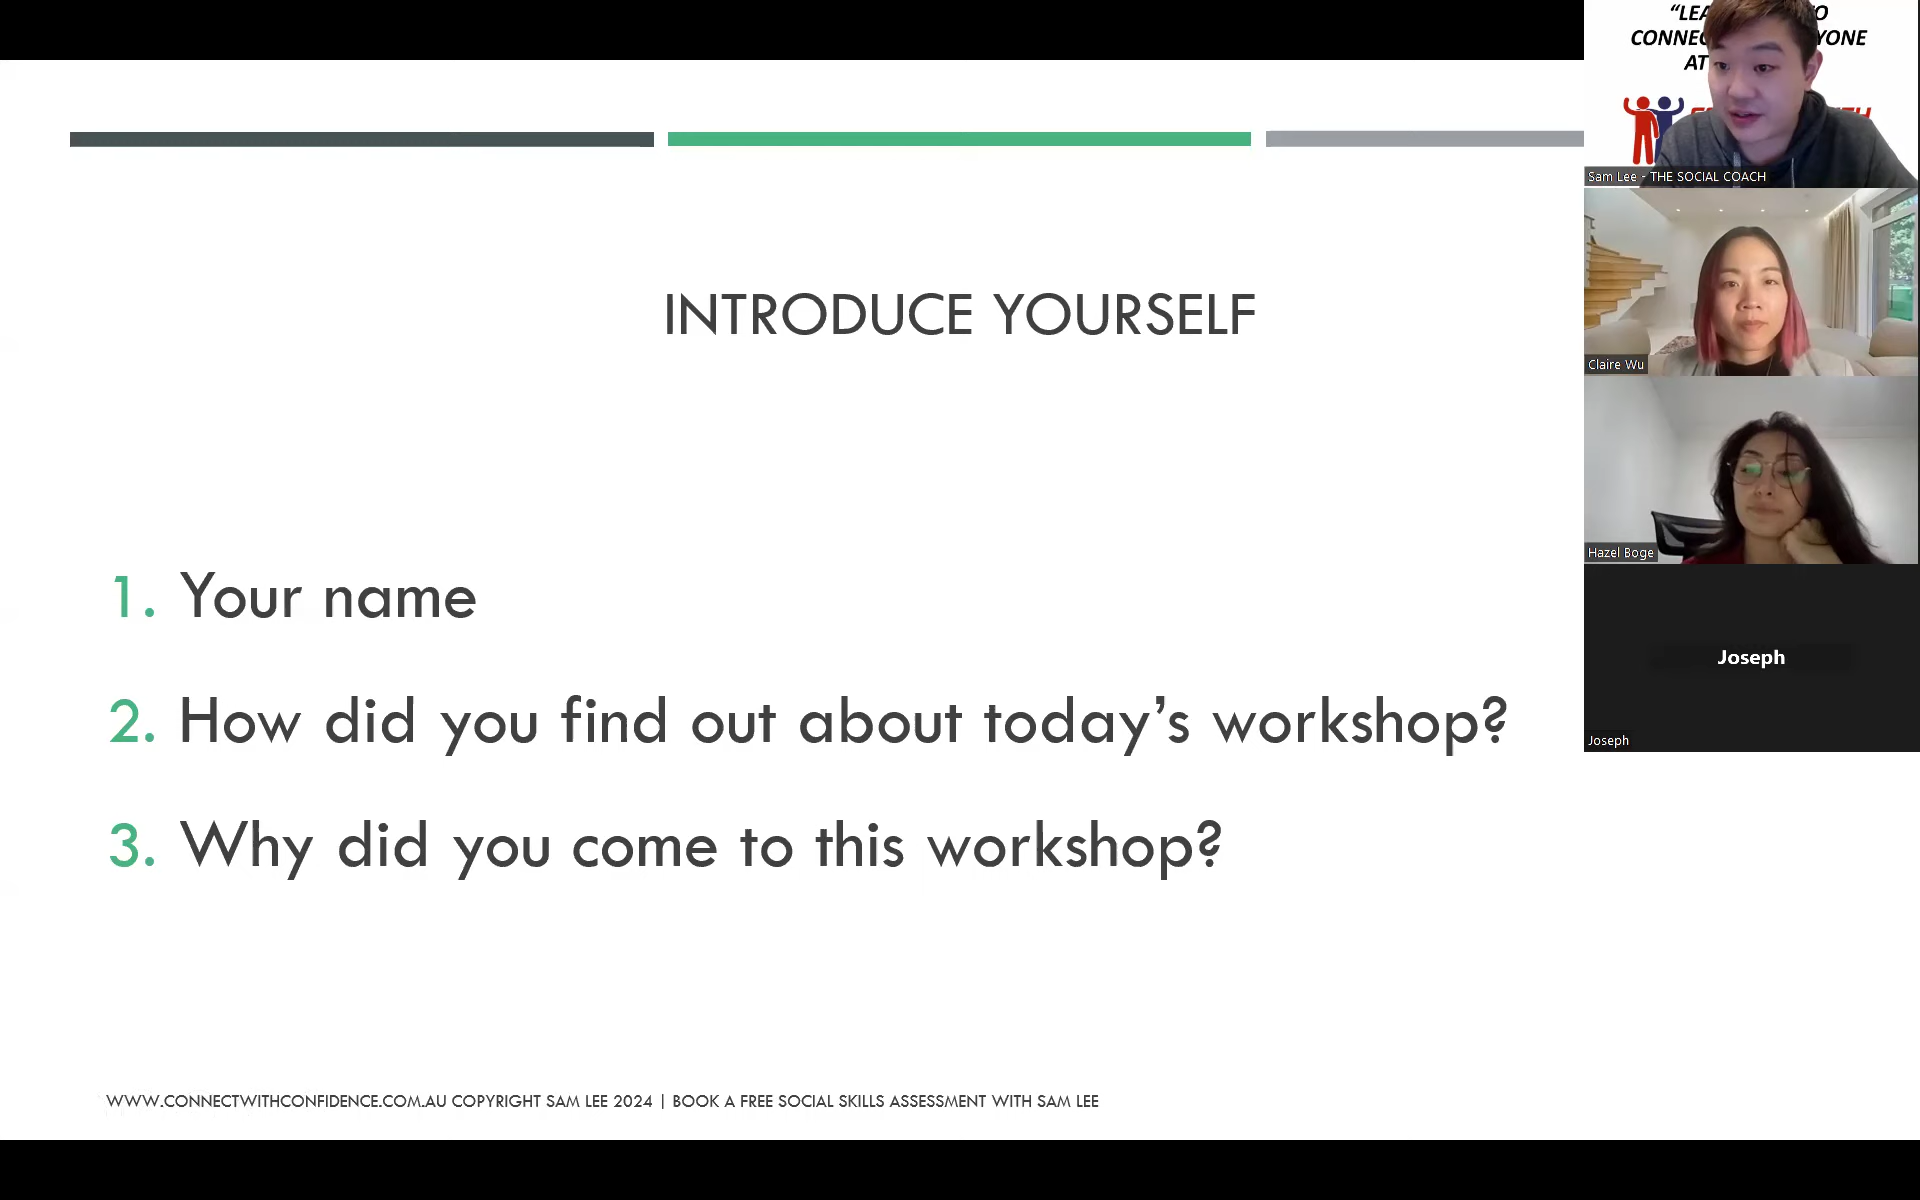 INTRODUCE YOURSELF
1. Your name
2. How did you find out about today’s workshop?
3. Why did you come to this workshop?
WWW.CONNECTWITHCONFIDENCE.COM.AU COPYRIGHT SAM LEE 2024 | BOOK A FREE SOCIAL SKILLS ASSESSMENT WITH SAM LEE
AT
Sam Lee - THE SOCIAL COACH
Claire Wu
Hazel Boge
Joseph
Joseph